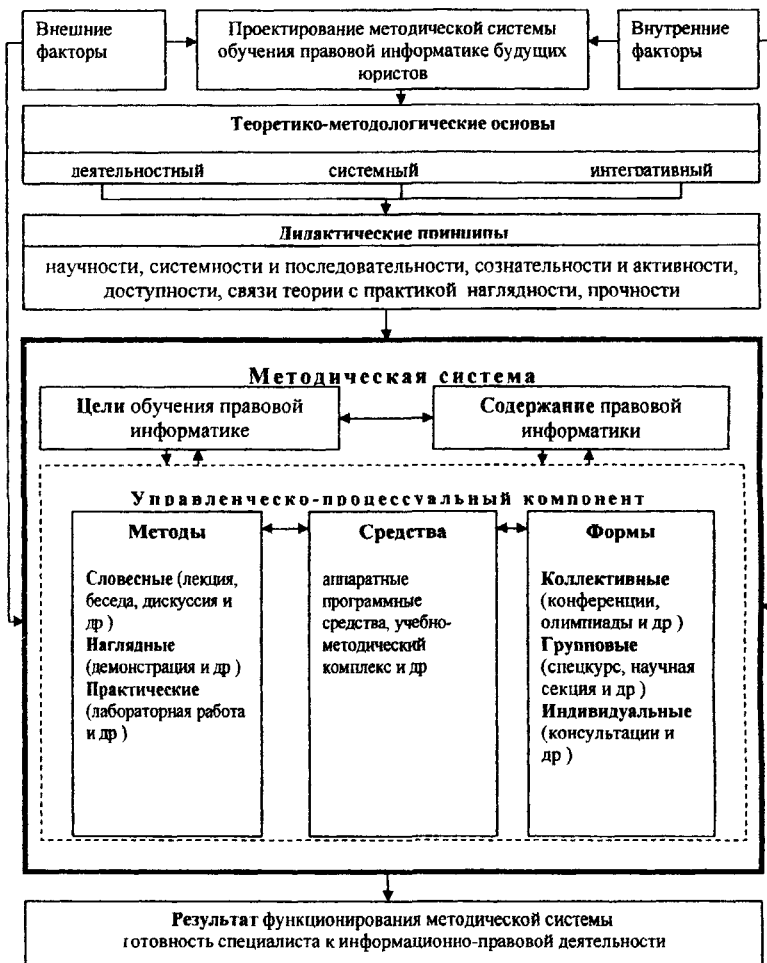 Внешние
факторы
Проектирование методической системы
обучения правовой информатике будущих
юристов
Внутренние
факторы
Теоретико-методологические основы
деятельностный системный интегративный
Дидактические принципы
научности, системности и последовательности, сознательности и активности,
доступности, связи теории с практикой наглядности, прочности
Методическая система
Цели обучения правовой
информатике
Содержание правовой
информатики
Управленческо-процессуальный компонент
Методы
Словесные (лекция,
беседа, дискуссия и
др )
Наглядные
(демонстрация и др )
Практические
(лабораторная работа
и др )
Средства
аппаратные
программные
средства, учебно-
методический
комплекс и др
Формы
Коллективные
(конференции,
олимпиады и др )
Групповые
(спецкурс, научная
секция и др )
Индивидуальные
(консультации и
др )
Результат функционирования методической системы
готовность специалиста к информационно-правовой деятельности